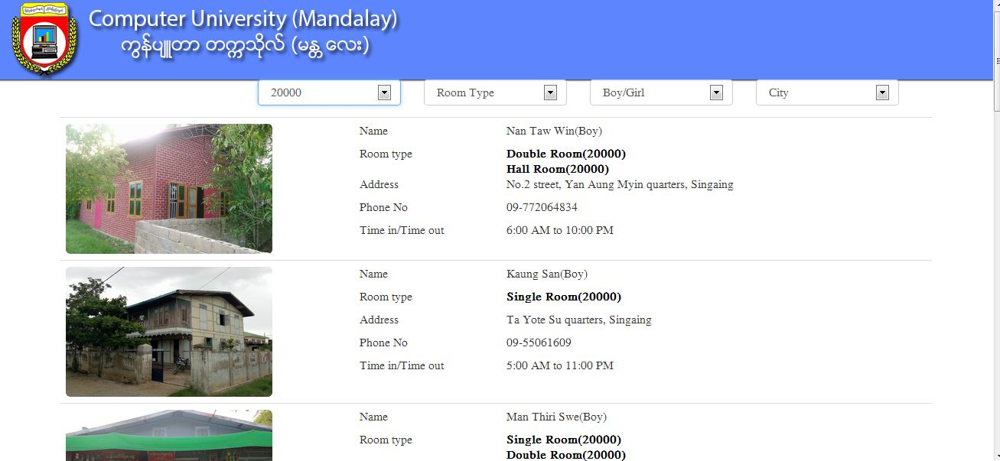 Computer University (Mandalay)
ကွန်ပျူတာ တက္ကသိုလ် (မန္တလေး)
20000 Room Type Boy/Girl City
Name Nan Taw Win(Boy)
Room type Double Room(20000)
Hall Room(20000)
Address No.2 street, Yan Aung Myin quarters, Singaing
Phone No 09-772064834
Time in/Time out 6:00 AM to 10:00 PM
Name Kaung San(Boy)
Room type Single Room(20000)
Address Ta Yote Su quarters, Singaing
Phone No 09-55061609
Time in/Time out 5:00 AM to 11:00 PM
Name Man Thiri Swe(Boy)
Room type Single Room(20000)
Double Room(20000)